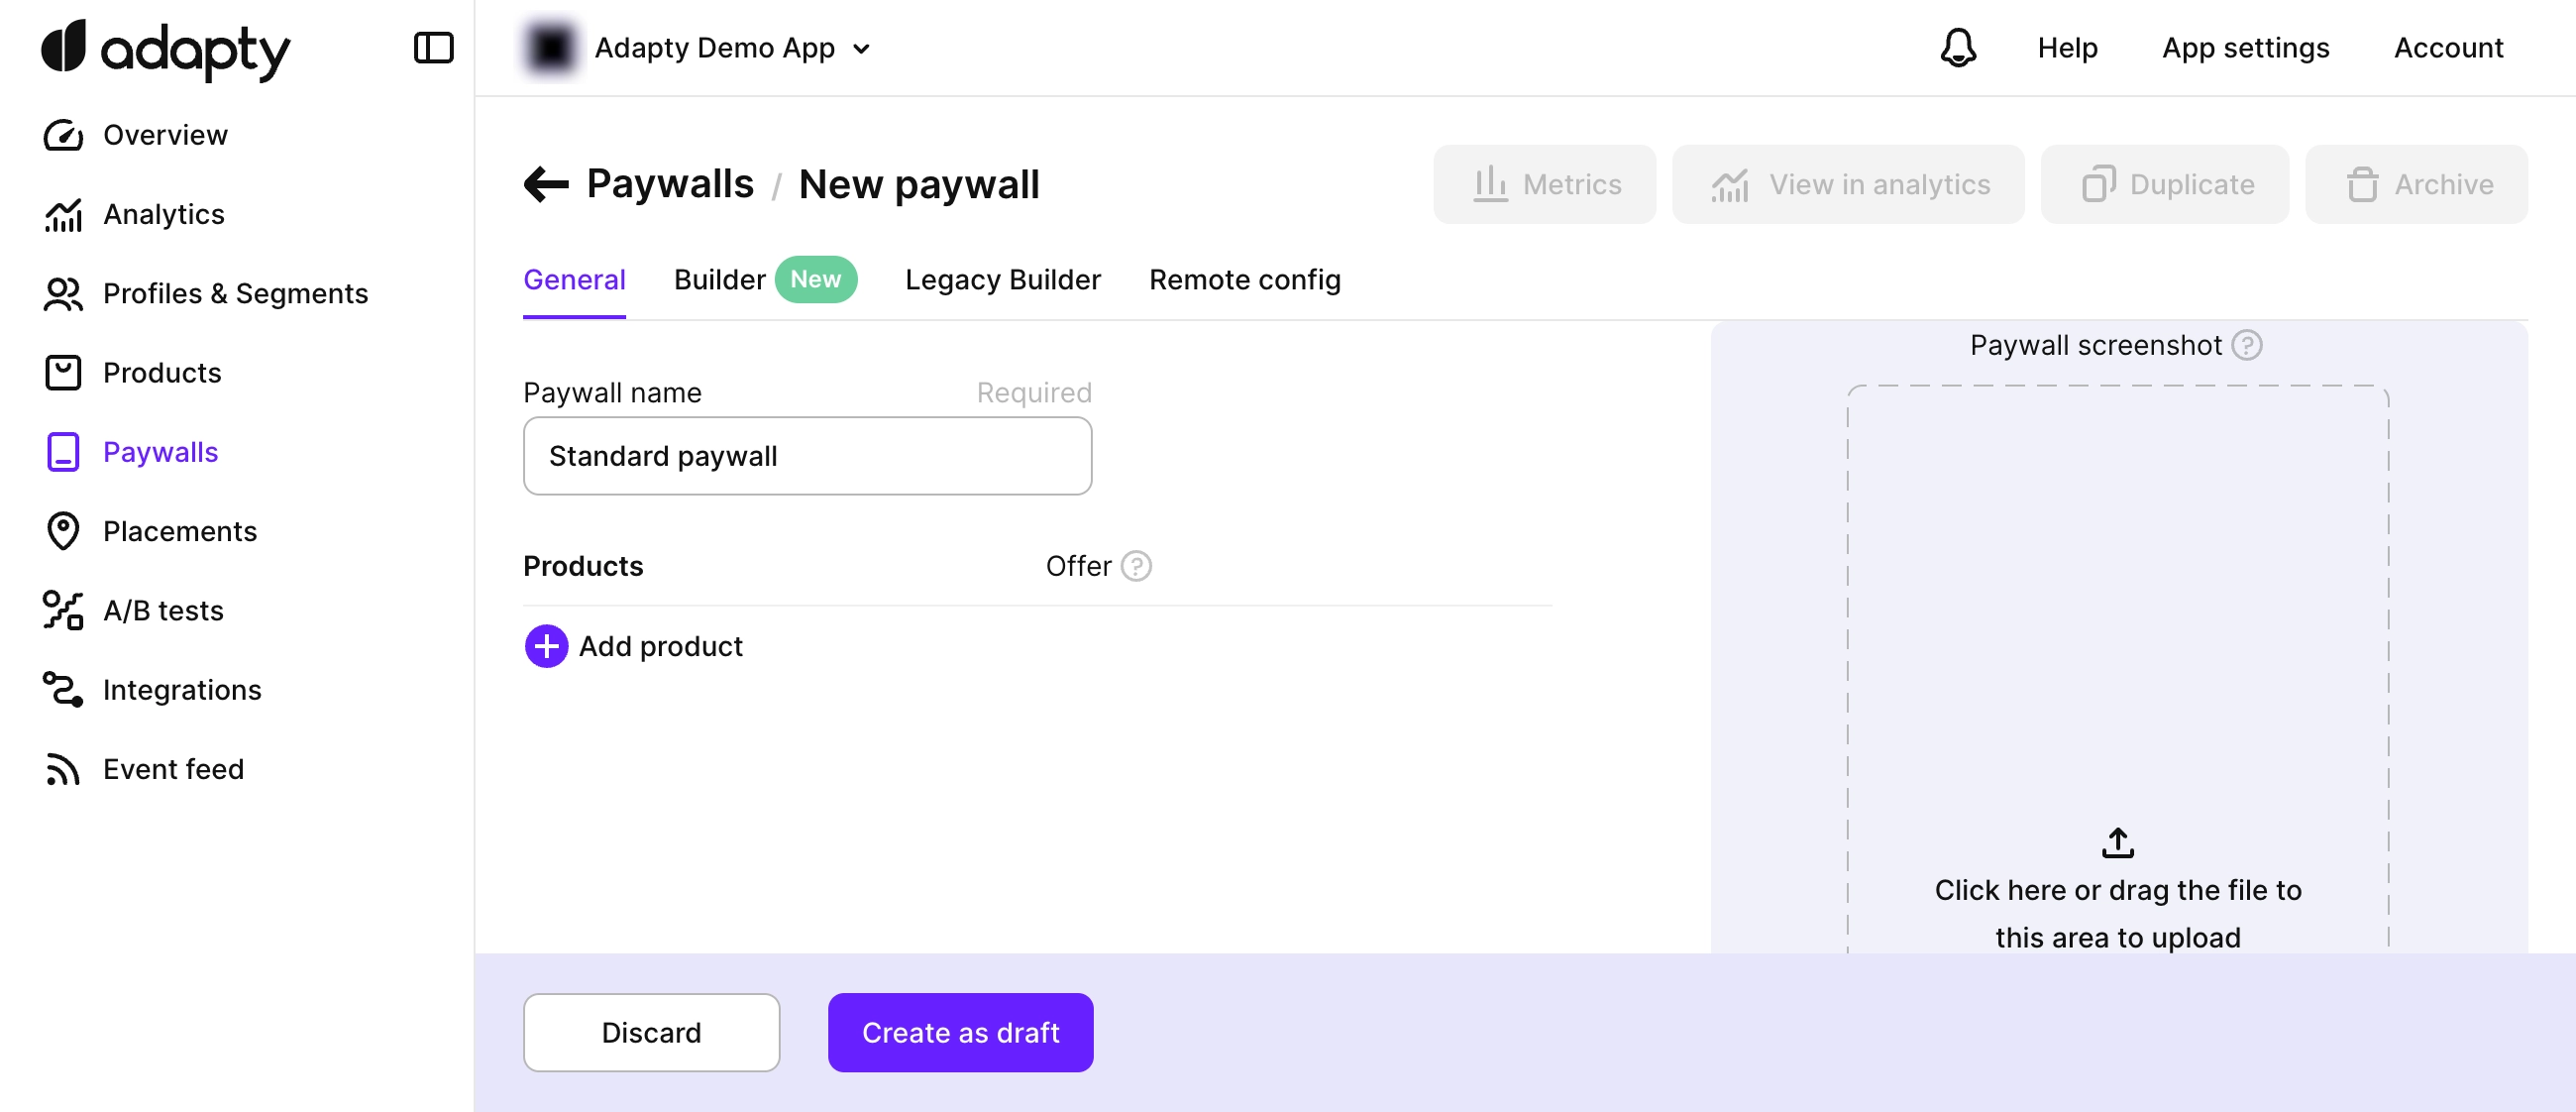 adapty
Adapty Demo App
Help
App settings
Account
Overview
Analytics
Profiles & Segments
Products
Paywalls
Placements
A/B tests
Integrations
Event feed
Paywalls / New paywall
Metrics
View in analytics
Duplicate
Archive
General
Builder New
Legacy Builder
Remote config
Paywall name
Required
Standard paywall
Products
Offer ?
Add product
Paywall screenshot ?
Click here or drag the file to
this area to upload
Discard
Create as draft